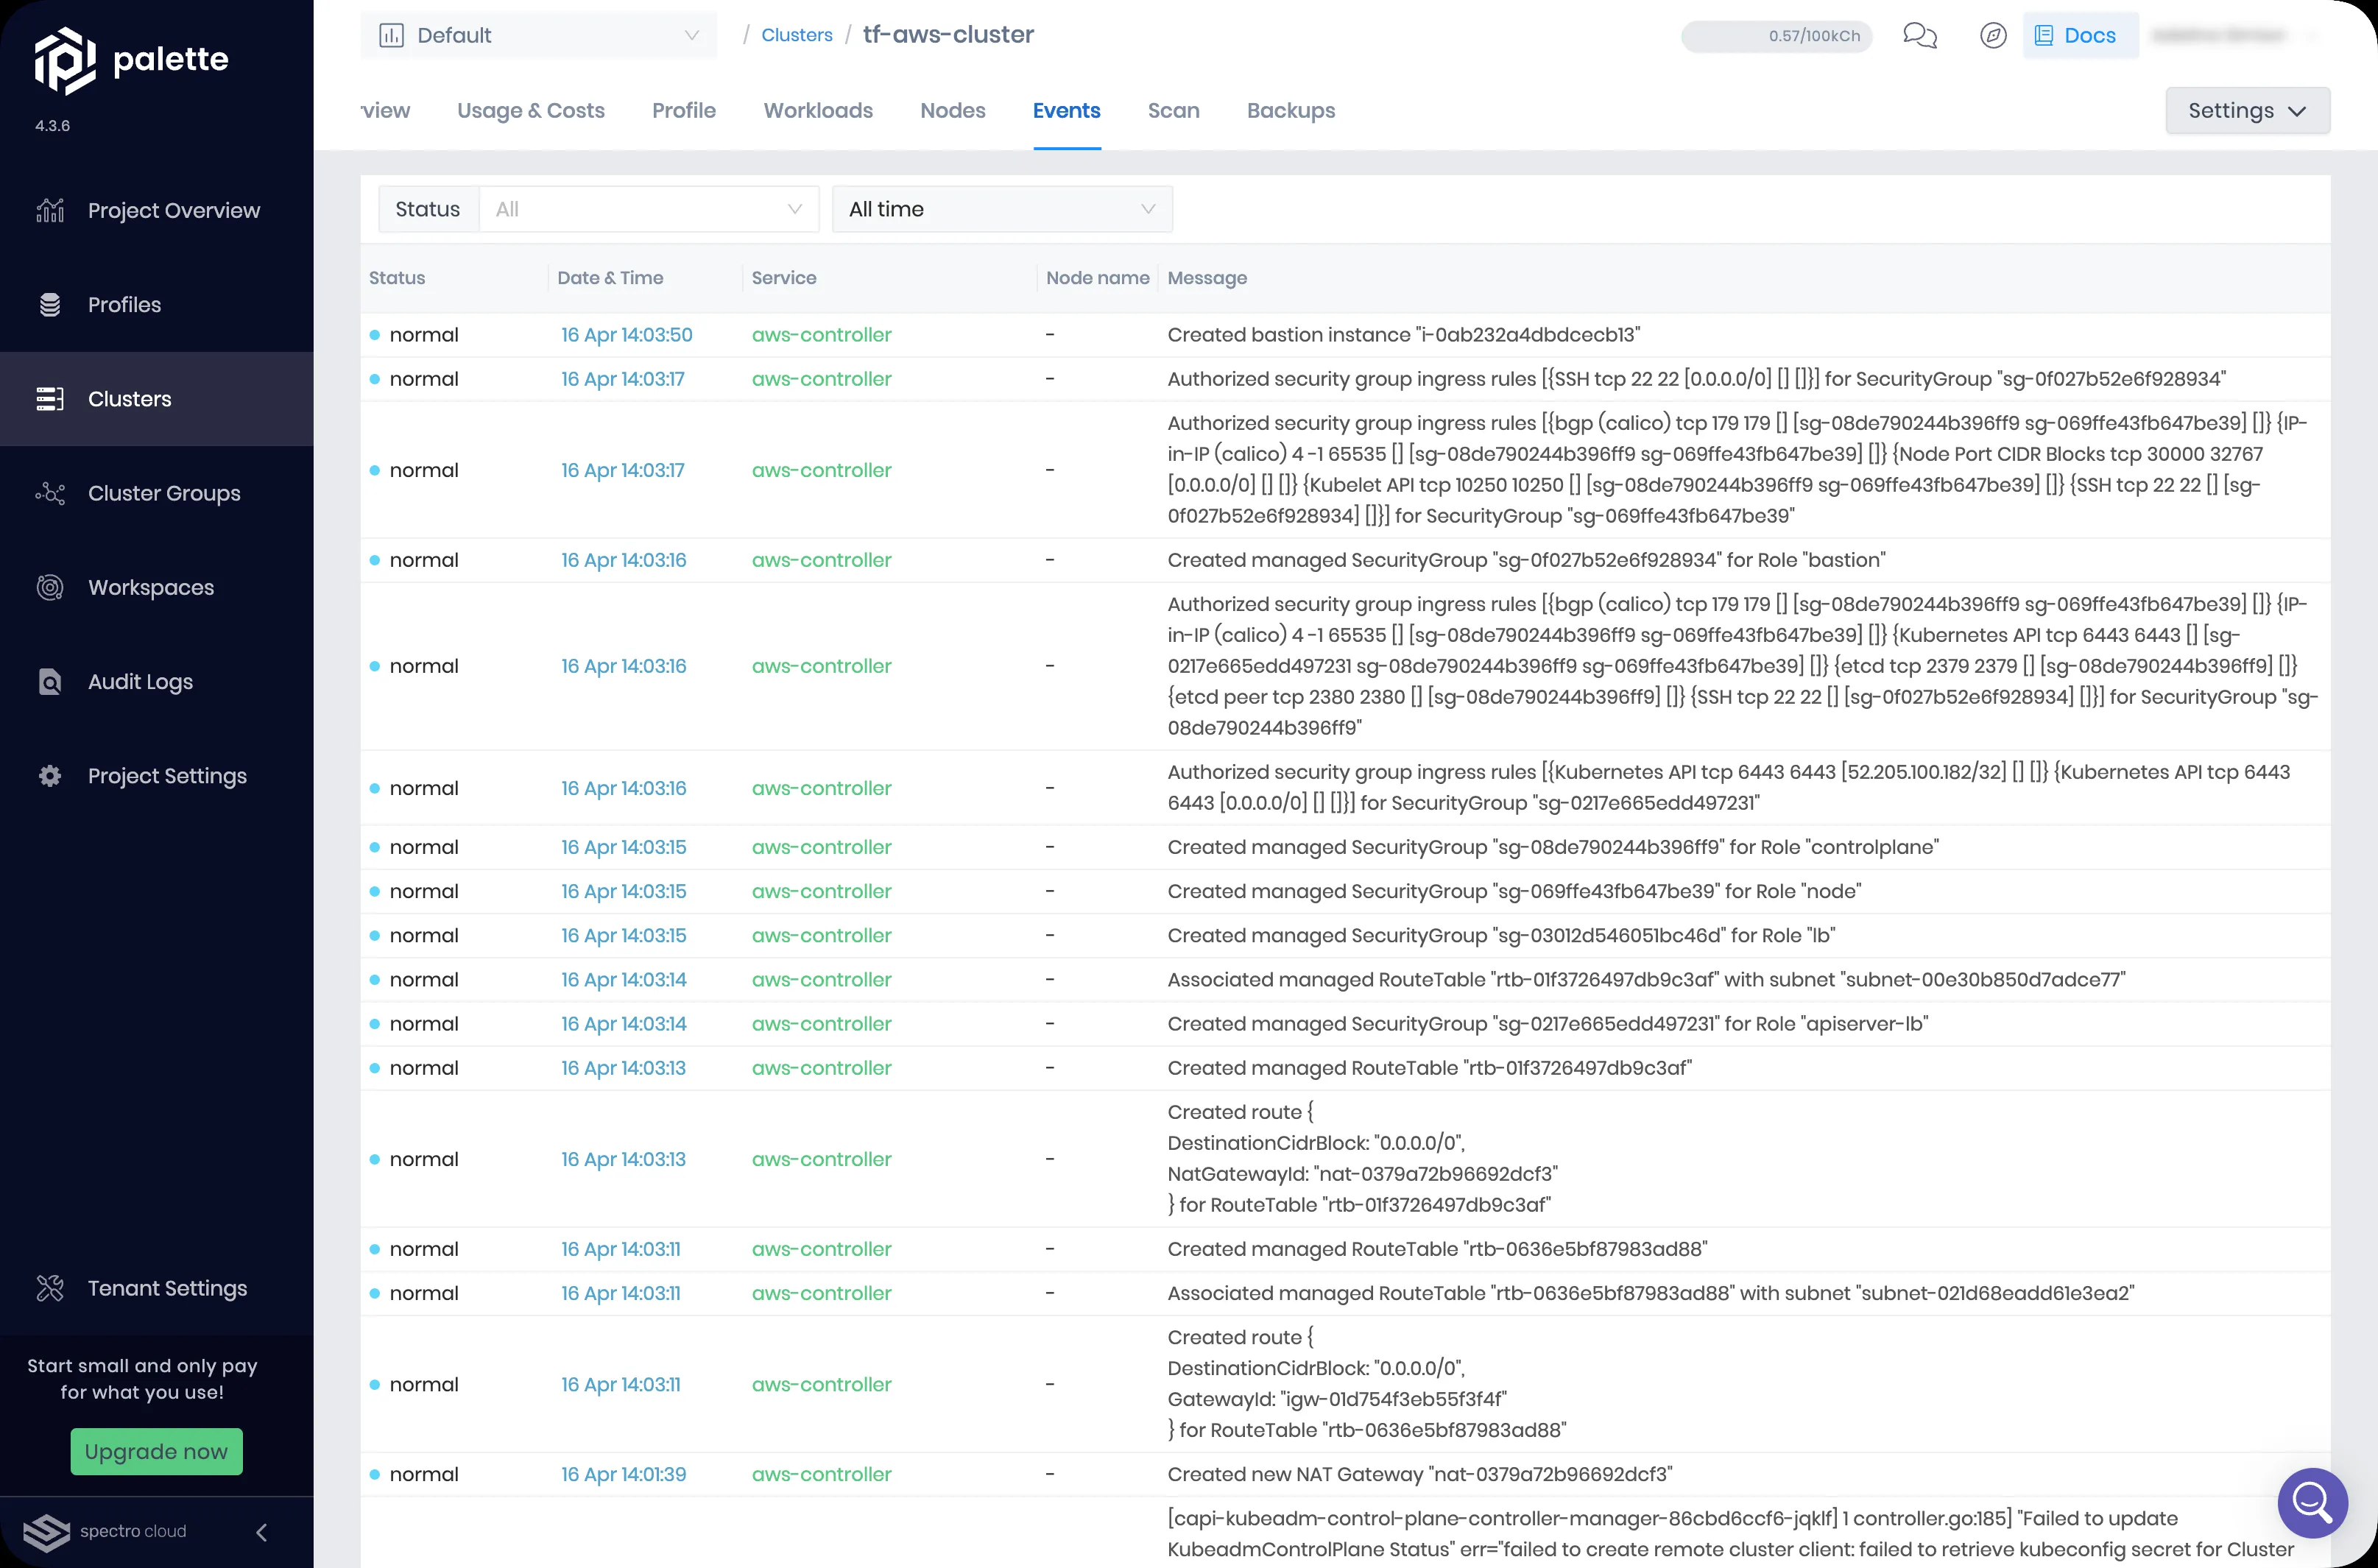 palette
4.3.6
Project Overview
Profiles
Clusters
Cluster Groups
Workspaces
Audit Logs
Project Settings
Tenant Settings
Start small and only pay
for what you use!
Upgrade now
spectro cloud
Default
/ Clusters / tf-aws-cluster
0.57/100kCh
Docs
view Usage & Costs Profile Workloads Nodes Events Scan Backups
Settings
Status All All time
Status Date & Time Service Node name Message
normal 16 Apr 14:03:50 aws-controller - Created bastion instance "i-0ab232a4dbdcecb13"
normal 16 Apr 14:03:17 aws-controller - Authorized security group ingress rules [{SSH tcp 22 22 [0.0.0.0/0] [] []}] for SecurityGroup "sg-0f027b52e6f928934"
normal 16 Apr 14:03:17 aws-controller - Authorized security group ingress rules [{bgp (calico) tcp 179 179 [] [sg-08de790244b396ff9 sg-069ffe43fb647be39] []} {IP-
in-IP (calico) 4 -1 65535 [] [sg-08de790244b396ff9 sg-069ffe43fb647be39] []} {Node Port CIDR Blocks tcp 30000 32767
[0.0.0.0/0] [] []} {Kubelet API tcp 10250 10250 [] [sg-08de790244b396ff9 sg-069ffe43fb647be39] []} {SSH tcp 22 22 [] [sg-
0f027b52e6f928934] []}] for SecurityGroup "sg-069ffe43fb647be39"
normal 16 Apr 14:03:16 aws-controller - Created managed SecurityGroup "sg-0f027b52e6f928934" for Role "bastion"
normal 16 Apr 14:03:16 aws-controller - Authorized security group ingress rules [{bgp (calico) tcp 179 179 [] [sg-08de790244b396ff9 sg-069ffe43fb647be39] []} {IP-
in-IP (calico) 4 -1 65535 [] [sg-08de790244b396ff9 sg-069ffe43fb647be39] []} {Kubernetes API tcp 6443 6443 [] [sg-
0217e665edd497231 sg-08de790244b396ff9 sg-069ffe43fb647be39] []} {etcd tcp 2379 2379 [] [sg-08de790244b396ff9] []}
{etcd peer tcp 2380 2380 [] [sg-08de790244b396ff9] []} {SSH tcp 22 22 [] [sg-0f027b52e6f928934] []}] for SecurityGroup "sg-
08de790244b396ff9"
normal 16 Apr 14:03:16 aws-controller - Authorized security group ingress rules [{Kubernetes API tcp 6443 6443 [52.205.100.182/32] [] []} {Kubernetes API tcp 6443
6443 [0.0.0.0/0] [] []}] for SecurityGroup "sg-0217e665edd497231"
normal 16 Apr 14:03:15 aws-controller - Created managed SecurityGroup "sg-08de790244b396ff9" for Role "controlplane"
normal 16 Apr 14:03:15 aws-controller - Created managed SecurityGroup "sg-069ffe43fb647be39" for Role "node"
normal 16 Apr 14:03:15 aws-controller - Created managed SecurityGroup "sg-03012d546051bc46d" for Role "lb"
normal 16 Apr 14:03:14 aws-controller - Associated managed RouteTable "rtb-01f3726497db9c3af" with subnet "subnet-00e30b850d7adce77"
normal 16 Apr 14:03:14 aws-controller - Created managed SecurityGroup "sg-0217e665edd497231" for Role "apiserver-lb"
normal 16 Apr 14:03:13 aws-controller - Created managed RouteTable "rtb-01f3726497db9c3af"
normal 16 Apr 14:03:13 aws-controller - Created route {
DestinationCidrBlock: "0.0.0.0/0",
NatGatewayId: "nat-0379a72b96692dcf3"
} for RouteTable "rtb-01f3726497db9c3af"
normal 16 Apr 14:03:11 aws-controller - Created managed RouteTable "rtb-0636e5bf87983ad88"
normal 16 Apr 14:03:11 aws-controller - Associated managed RouteTable "rtb-0636e5bf87983ad88" with subnet "subnet-021d68eadd61e3ea2"
normal 16 Apr 14:03:11 aws-controller - Created route {
DestinationCidrBlock: "0.0.0.0/0",
GatewayId: "igw-01d754f3eb55f3f4f"
} for RouteTable "rtb-0636e5bf87983ad88"
normal 16 Apr 14:01:39 aws-controller - Created new NAT Gateway "nat-0379a72b96692dcf3"
[capi-kubeadm-control-plane-controller-manager-86cbd6ccf6-jqklf] 1 controller.go:185] "Failed to update
KubeadmControlPlane Status" err="failed to create remote cluster client: failed to retrieve kubeconfig secret for Cluster